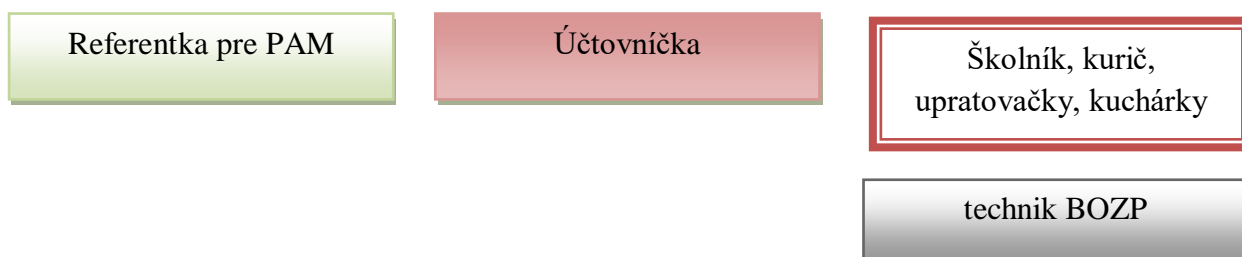 Referentka pre PAM
Účtovníčka
Školník, kurič,
upratovačky, kuchárky
technik BOZP